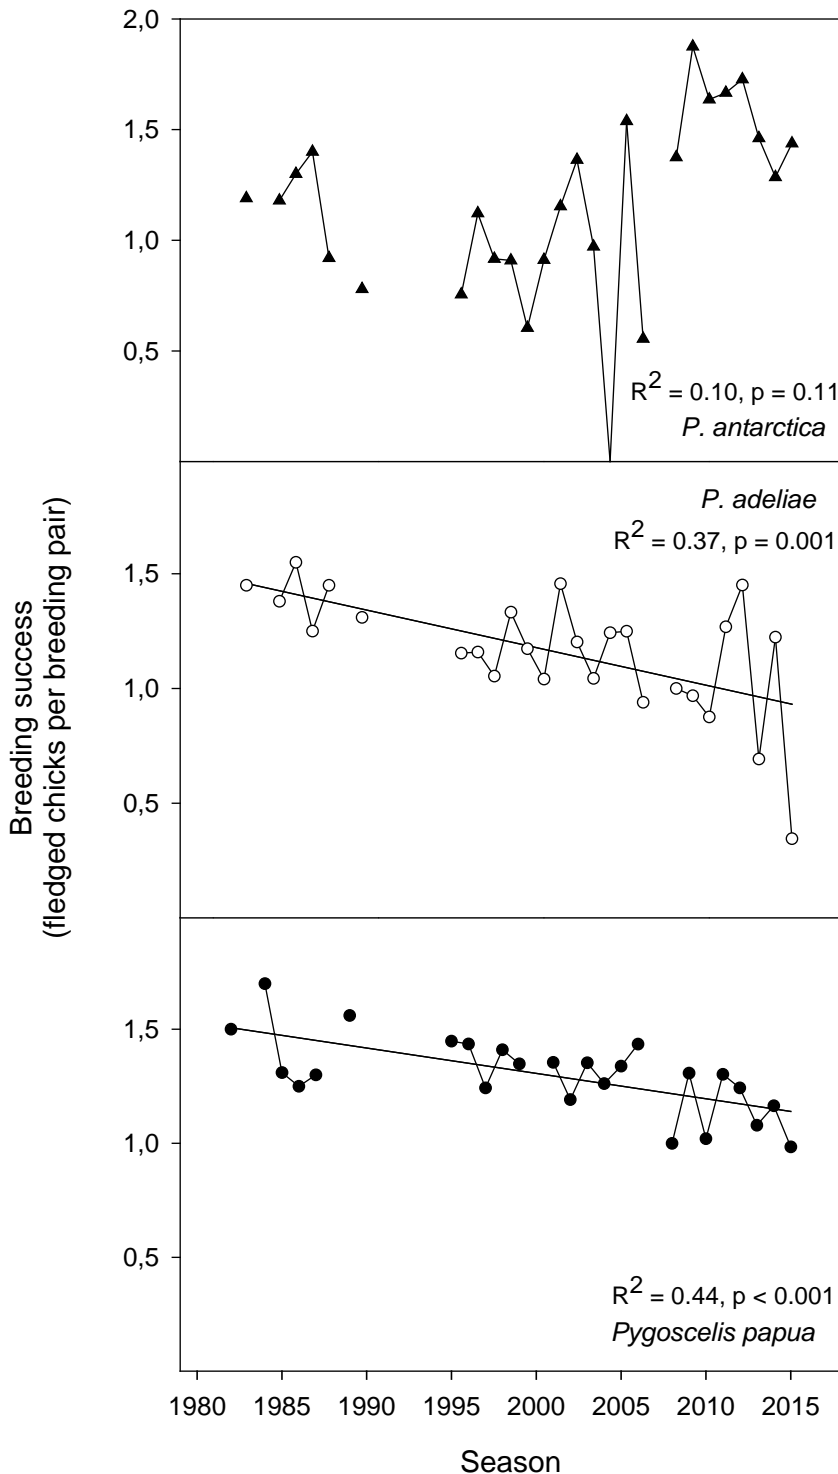 2,0
1,5
1,0
0,5
R2 = 0.10, p = 0.11
P. antarctica
P. adeliae
R2 = 0.37, p = 0.001
1,5
1,0
0,5
Breeding success
(fledged chicks per breeding pair)
1,5
1,0
0,5
R2 = 0.44, p < 0.001
Pygoscelis papua
1980 1985 1990 1995 2000 2005 2010 2015
Season